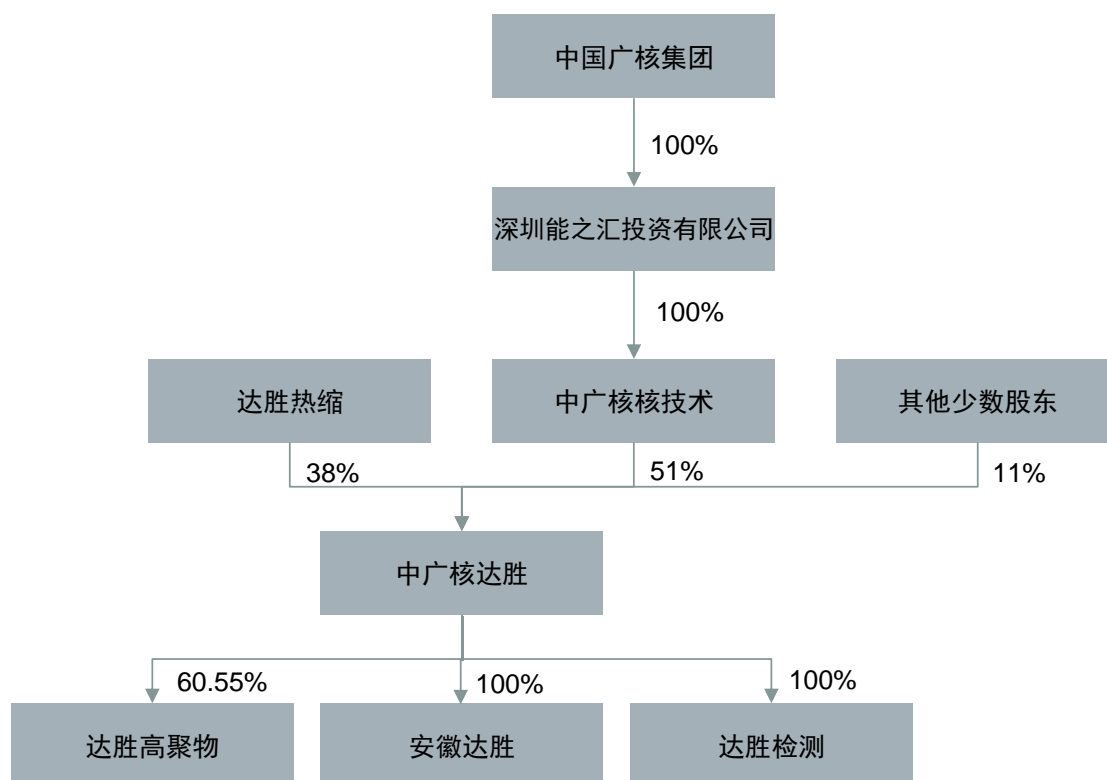 中国广核集团
100%
深圳能之汇投资有限公司
100%
达胜热缩
中广核核技术
其他少数股东
38%
51%
11%
中广核达胜
60.55%
100%
100%
达胜高聚物
安徽达胜
达胜检测